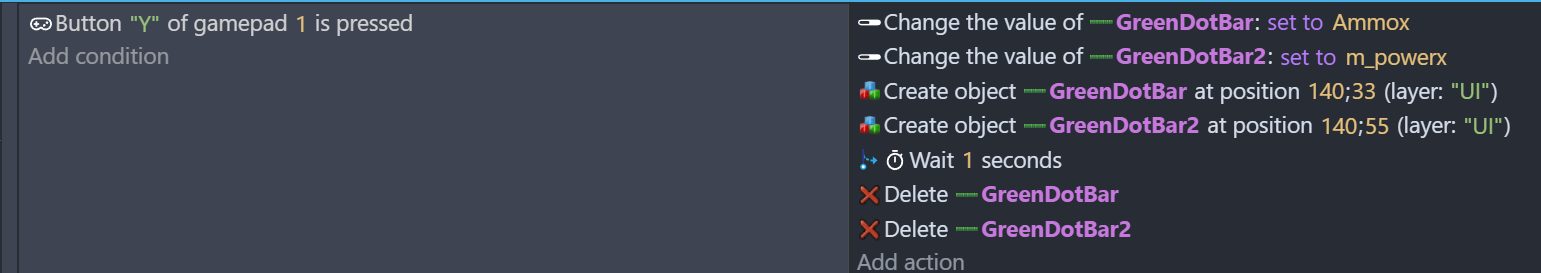 Button "Y" of gamepad 1 is pressed
Add condition
Change the value of GreenDotBar: set to Ammox
Change the value of GreenDotBar2: set to m_powerx
Create object GreenDotBar at position 140;33 (layer: "UI")
Create object GreenDotBar2 at position 140;55 (layer: "UI")
Wait 1 seconds
Delete GreenDotBar
Delete GreenDotBar2
Add action